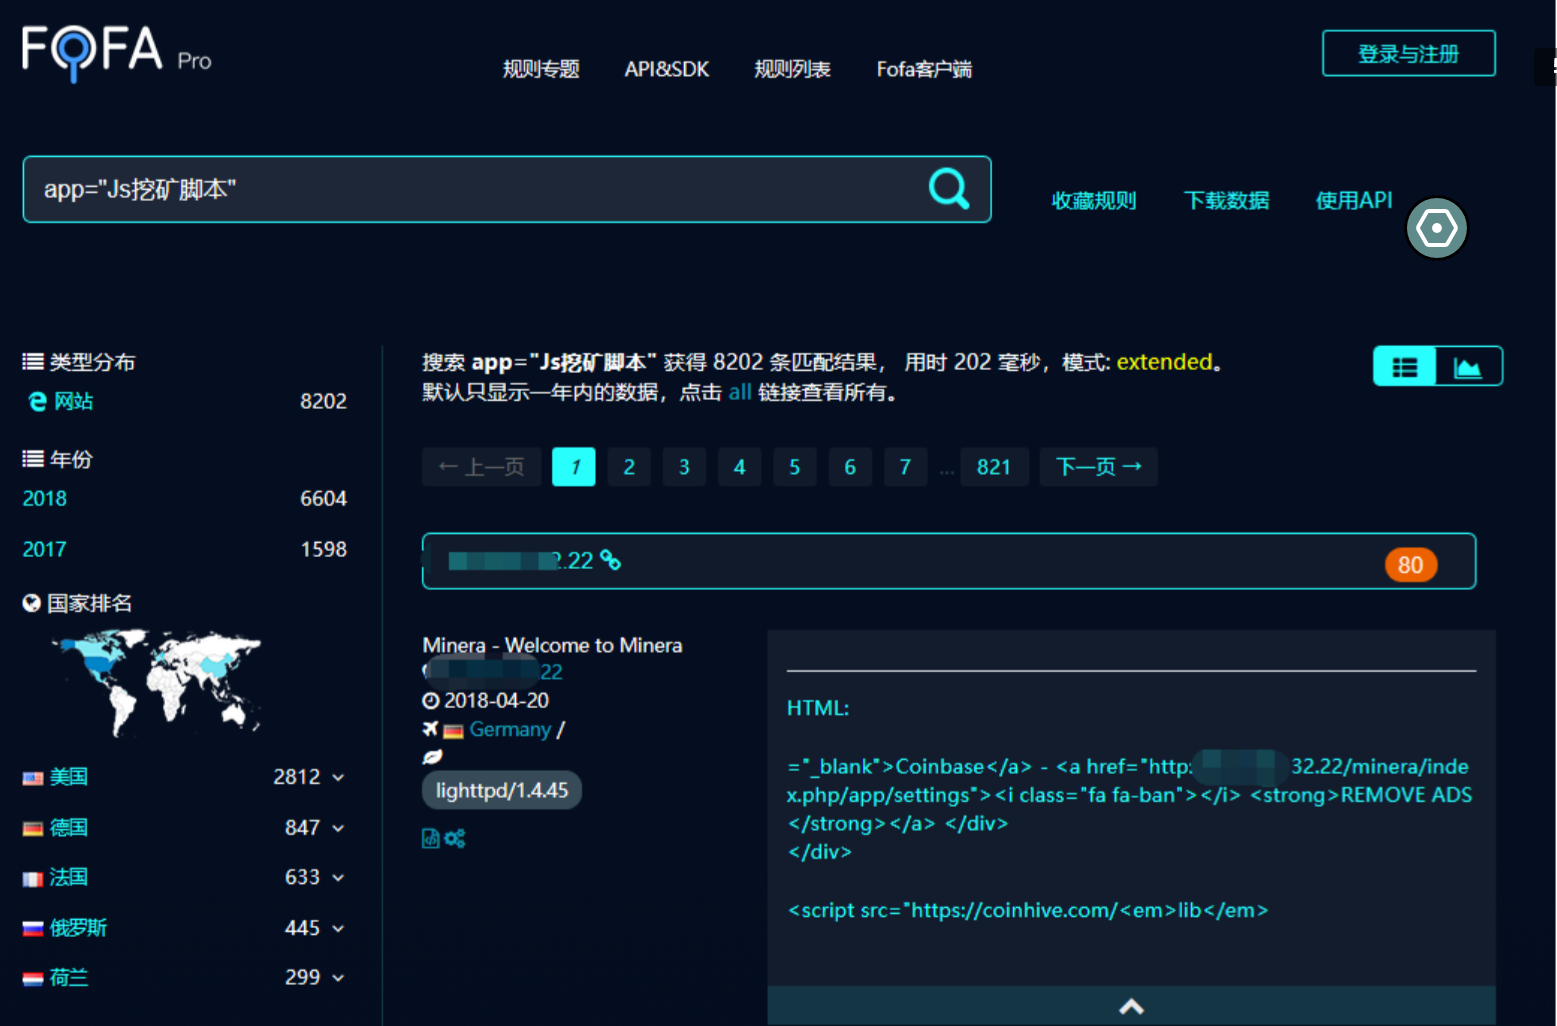 FOFA Pro
规则专题 API&SDK 规则列表 Fofa客户端
登录与注册
app="Js挖矿脚本"
收藏规则 下载数据 使用API
类型分布
网站 8202
年份
2018 6604
2017 1598
国家排名
美国 2812
德国 847
法国 633
俄罗斯 445
荷兰 299
搜索 app="Js挖矿脚本" 获得 8202 条匹配结果， 用时 202 毫秒，模式: extended。
默认只显示一年内的数据，点击 all 链接查看所有。
← 上一页 1 2 3 4 5 6 7 ... 821 下一页 →
.22 80
Minera - Welcome to Minera
22
2018-04-20
Germany /
lighttpd/1.4.45
HTML:
="_blank">Coinbase</a> - <a href="http: 32.22/minera/inde
x.php/app/settings"><i class="fa fa-ban"></i> <strong>REMOVE ADS
</strong></a> </div>
</div>
<script src="https://coinhive.com/<em>lib</em>